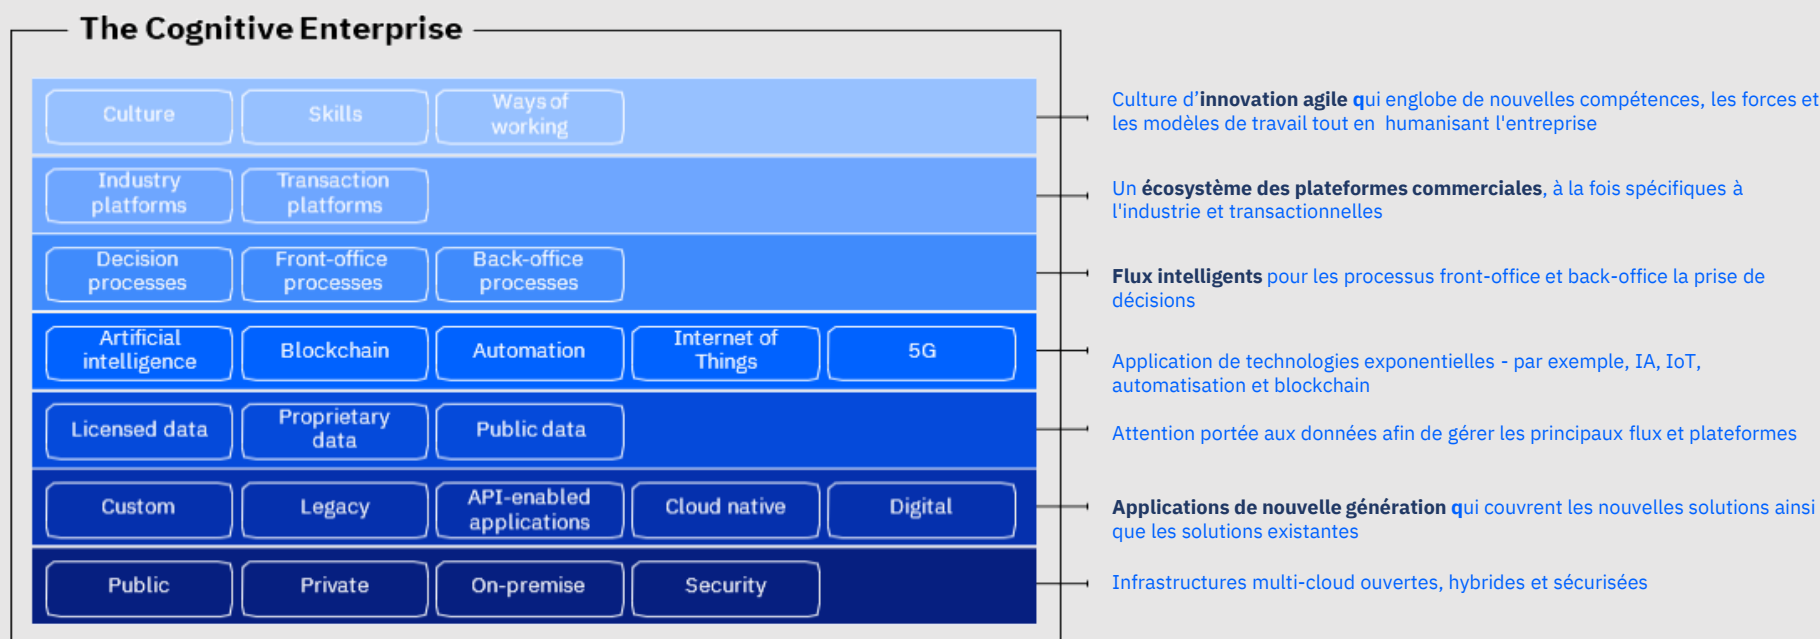 The Cognitive Enterprise
Culture
Skills
Ways of
working
Culture d'innovation agile qui englobe de nouvelles compétences, les forces et
les modèles de travail tout en humanisant l'entreprise
Industry
platforms
Transaction
platforms
Un écosystème des plateformes commerciales, à la fois spécifiques à
l'industrie et transactionnelles
Decision
processes
Front-office
processes
Back-office
processes
Flux intelligents pour les processus front-office et back-office la prise de
décisions
Artificial
intelligence
Blockchain
Automation
Internet of
Things
5G
Application de technologies exponentielles - par exemple, IA, IoT,
automatisation et blockchain
Licensed data
Proprietary
data
Public data
Attention portée aux données afin de gérer les principaux flux et plateformes
Custom
Legacy
API-enabled
applications
Cloud native
Digital
Applications de nouvelle génération qui couvrent les nouvelles solutions ainsi
que les solutions existantes
Public
Private
On-premise
Security
Infrastructures multi-cloud ouvertes, hybrides et sécurisées